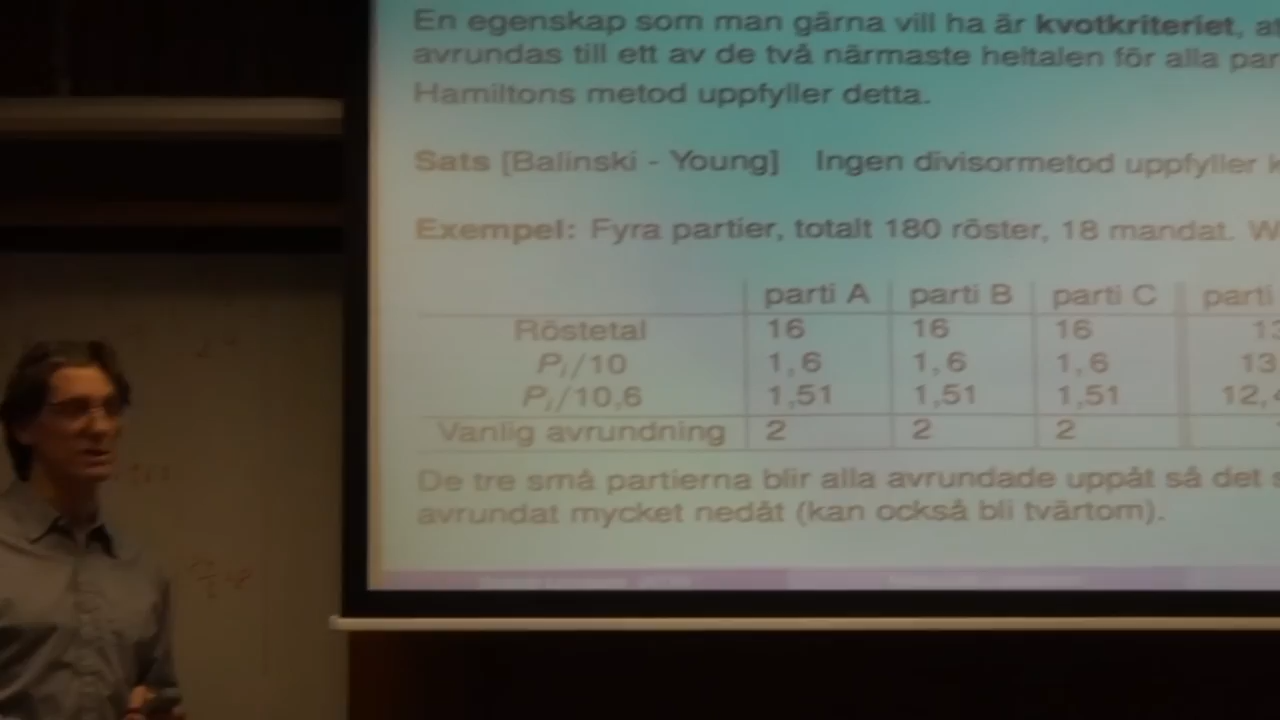 En egenskap som man gärna vill ha är kvotkriteriet,
avrundas till ett av de två närmaste heltalen för alla
Hamiltons metod uppfyller detta.
Sats [Balinski - Young] Ingen divisormetod uppfyller
Exempel: Fyra partier, totalt 180 röster, 18 mandat.
parti A parti B parti C parti
Röstetal 16 16 16
Pᵢ/10 1,6 1,6 1,6 13
Pᵢ/10,6 1,51 1,51 1,51 12,
Vanlig avrundning 2 2 2
De tre små partierna blir alla avrundade uppåt så det
avrundat mycket nedåt (kan också bli tvärtom).